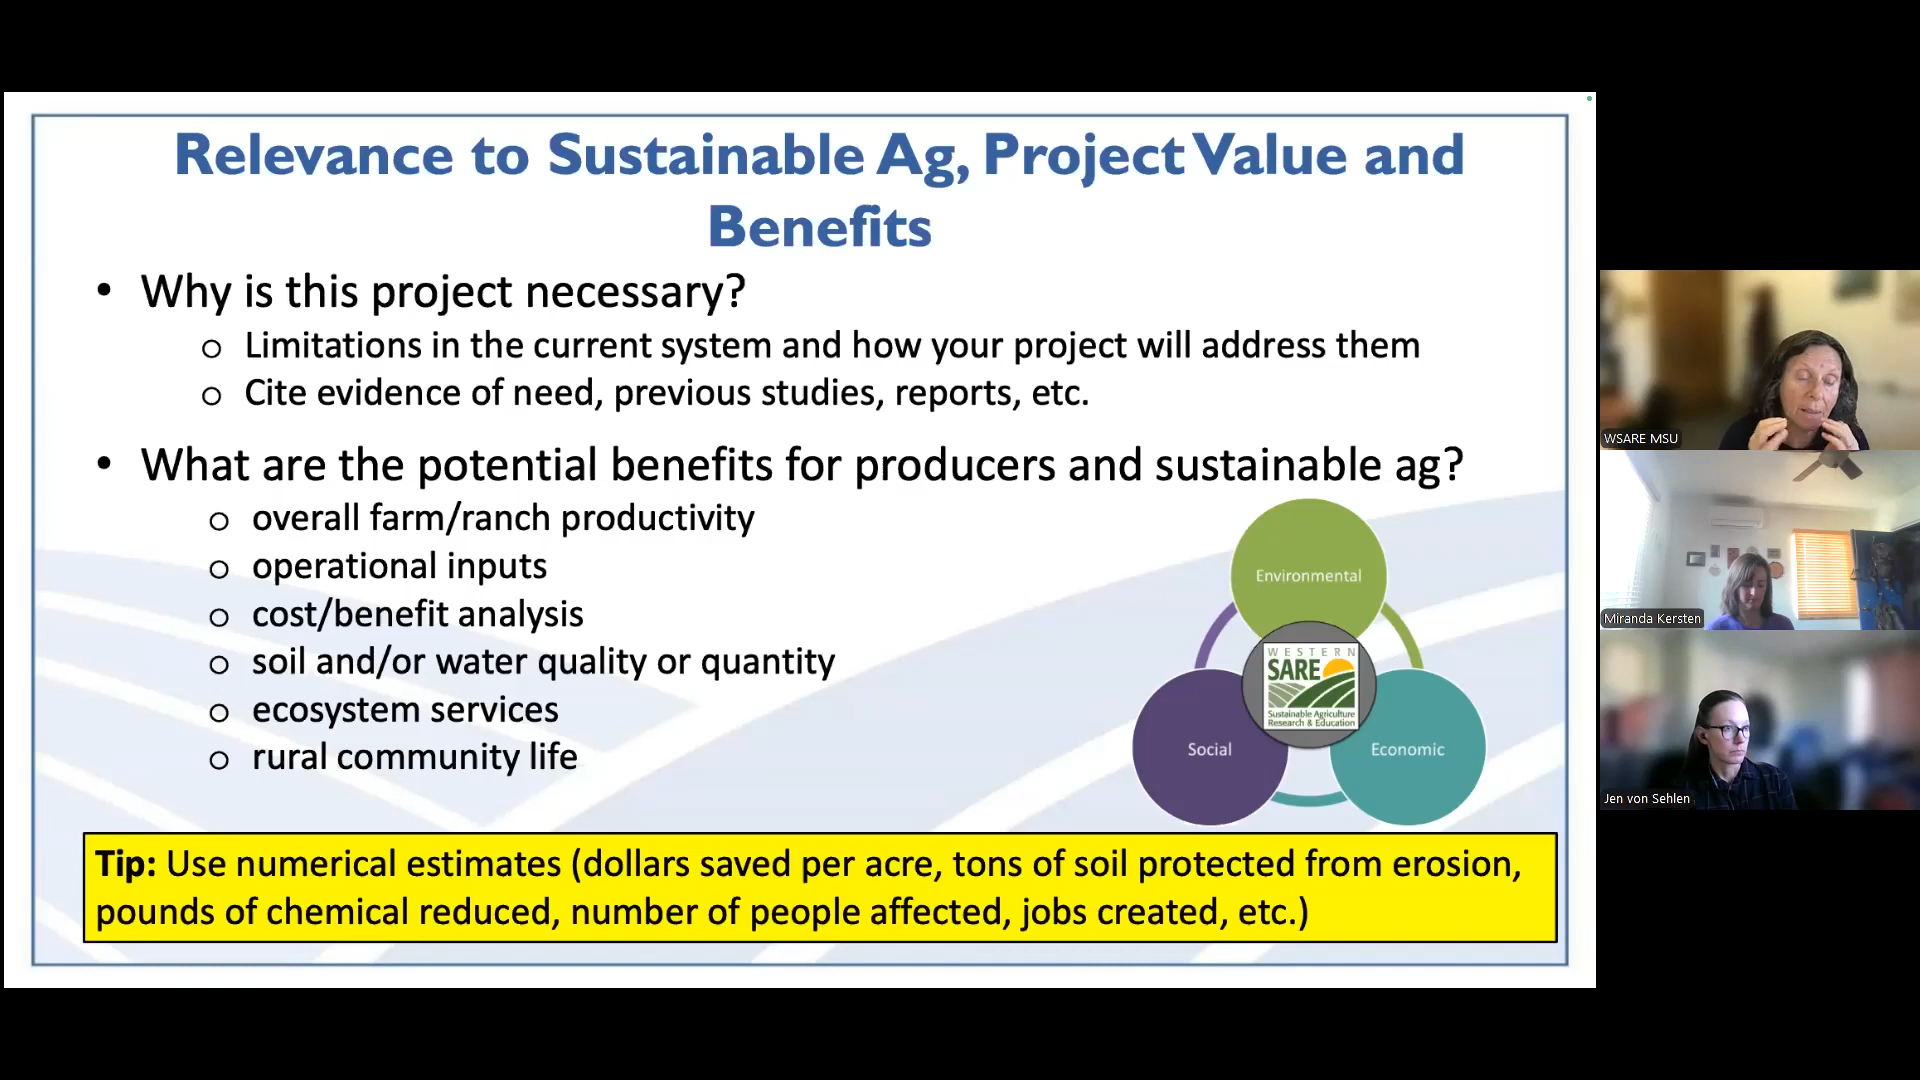 Relevance to Sustainable Ag, Project Value and
Benefits
• Why is this project necessary?
o Limitations in the current system and how your project will address them
o Cite evidence of need, previous studies, reports, etc.
• What are the potential benefits for producers and sustainable ag?
o overall farm/ranch productivity
o operational inputs
o cost/benefit analysis
o soil and/or water quality or quantity
o ecosystem services
o rural community life
Environmental
WESTERN
SARE
Sustainable Agriculture
Research & Education
Social
Economic
Tip: Use numerical estimates (dollars saved per acre, tons of soil protected from erosion,
pounds of chemical reduced, number of people affected, jobs created, etc.)
WSARE MSU
Miranda Kersten
Jen von Sehlen